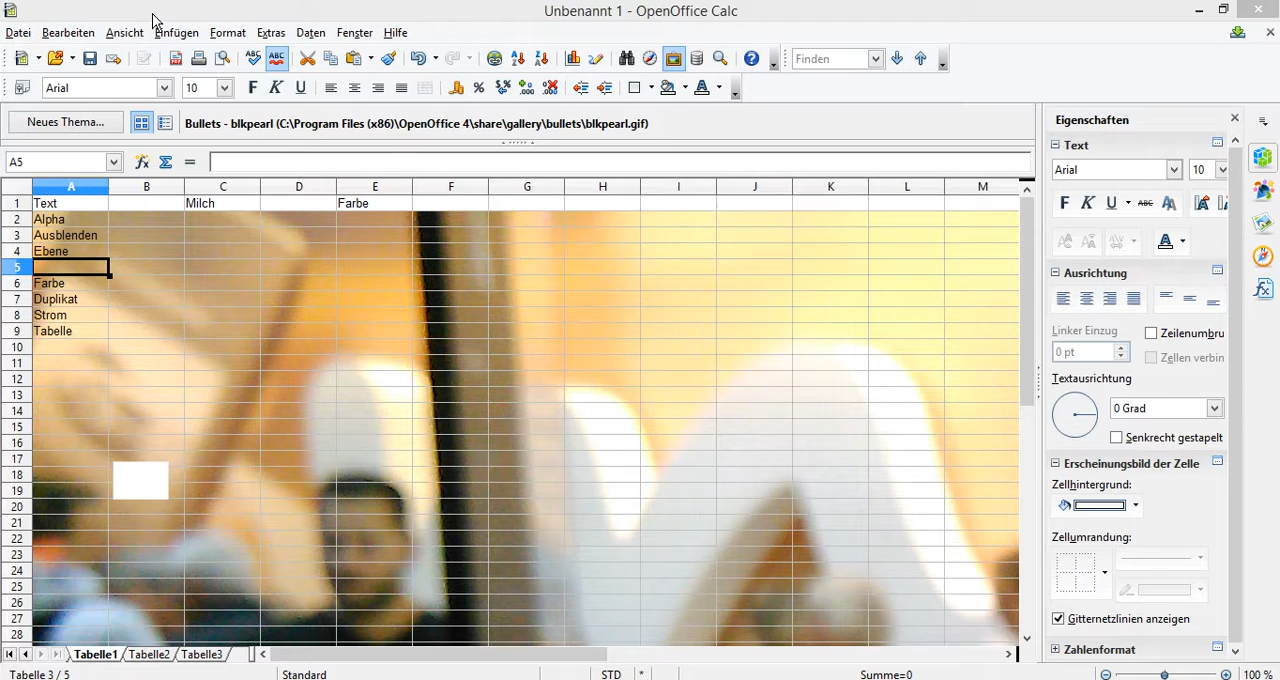 Unbenannt 1 - OpenOffice Calc
Datei Bearbeiten Ansicht Einfügen Format Extras Daten Fenster Hilfe
Finden
Arial 10
Neues Thema... Bullets - blkpearl (C:\Program Files (x86)\OpenOffice 4\share\gallery\bullets\blkpearl.gif)
A5
A B C D E F G H I J K L M
1 Text Milch Farbe
2 Alpha
3 Ausblenden
4 Ebene
5
6 Farbe
7 Duplikat
8 Strom
9 Tabelle
10
11
12
13
14
15
16
17
18
19
20
21
22
23
24
25
26
27
28
Tabelle1 Tabelle2 Tabelle3
Tabelle 3 / 5 Standard STD * Summe=0 100 %
Eigenschaften
Text
Arial 10
Ausrichtung
Linker Einzug
0 pt
Zeilenumbru
Zellen verbin
Textausrichtung
0 Grad
Senkrecht gestapelt
Erscheinungsbild der Zelle
Zellhintergrund:
Zellumrandung:
Gitternetzlinien anzeigen
Zahlenformat